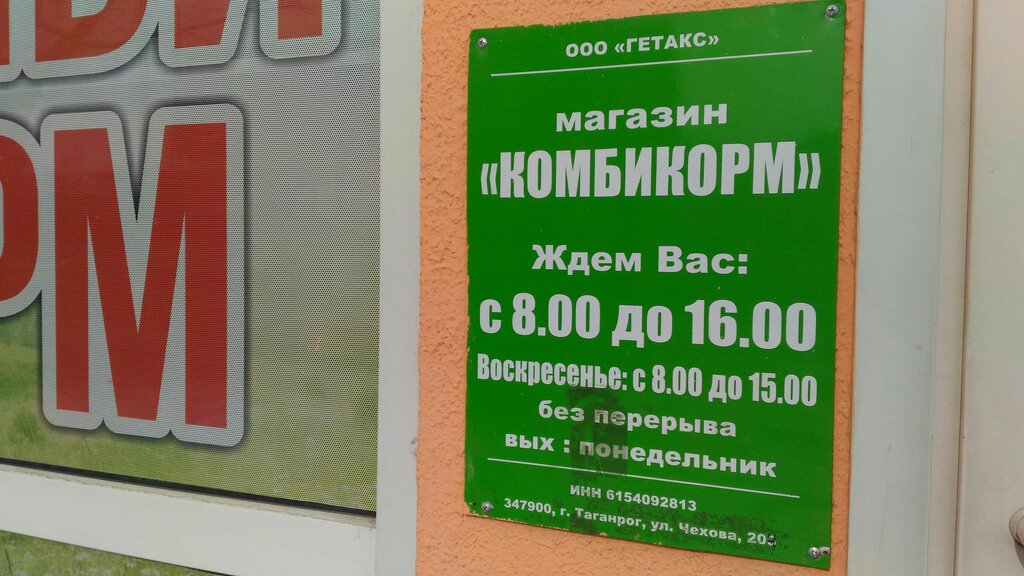 РМ
ООО «ГЕТАКС»
магазин
«КОМБИКОРМ»
Ждем Вас:
с 8.00 до 16.00
Воскресенье: с 8.00 до 15.00
без перерыва
вых : понедельник
ИНН 6154092813
347900, г. Таганрог, ул. Чехова,